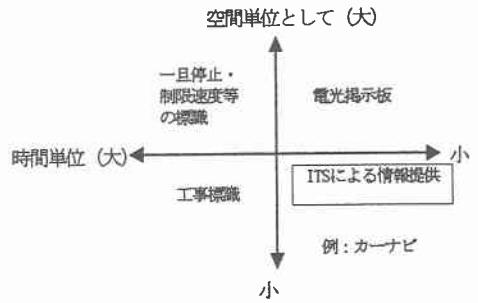 空間単位として（大）
一旦停止・
制限速度等
の標識
電光掲示板
時間単位（大）
小
工事標識
ITSによる情報提供
例：カーナビ
小